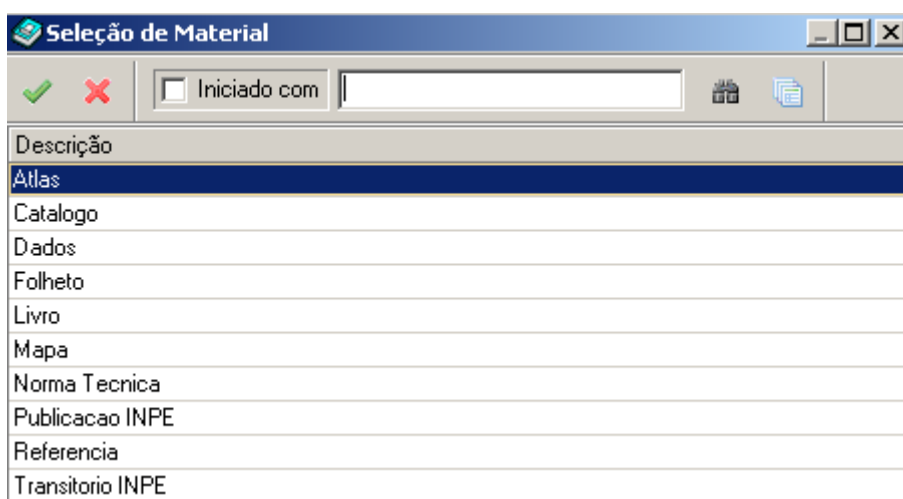 Seleção de Material
Iniciado com
Descrição
Atlas
Catalogo
Dados
Folheto
Livro
Mapa
Norma Tecnica
Publicacao INPE
Referencia
Transitorio INPE